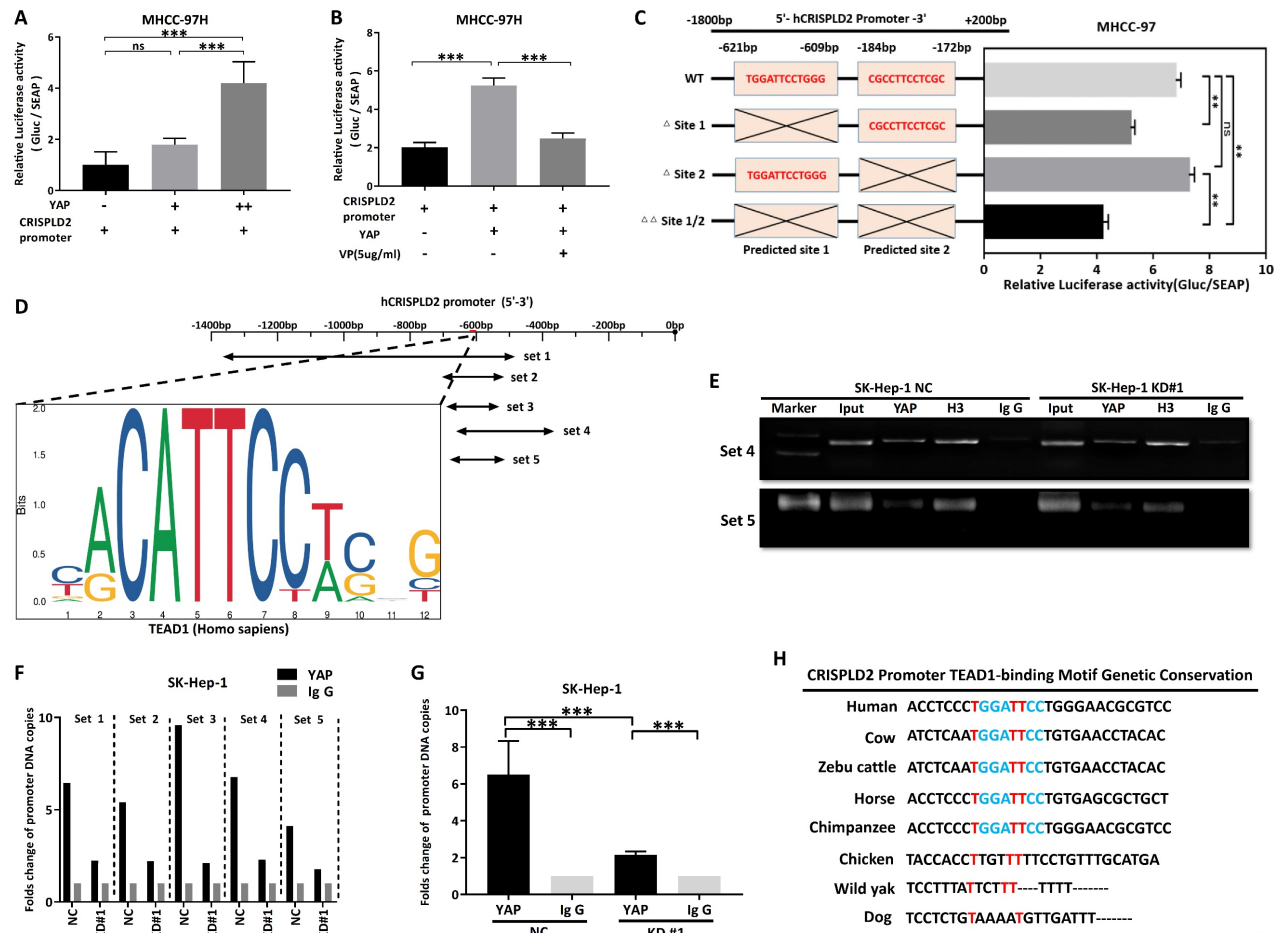 A
MHCC-97H
Relative Luciferase activity
( Gluc / SEAP )
6
4
2
0
***
ns
***
YAP - + ++
CRISPLD2 promoter + + +
B
MHCC-97H
Relative Luciferase activity
( Gluc / SEAP )
8
6
4
2
0
***
***
CRISPLD2 promoter + + +
YAP - + +
VP(5ug/ml) - - +
C
-1800bp 5'- hCRISPLD2 Promoter -3' +200bp
MHCC-97
-621bp -609bp -184bp -172bp
WT TGGATTCCTGGG CGCCTTCCTCGC
△ Site 1 CGCCTTCCTCGC
△ Site 2 TGGATTCCTGGG
△△ Site 1/2
Predicted site 1 Predicted site 2
**
ns
**
**
0 2 4 6 8 10
Relative Luciferase activity(Gluc/SEAP)
D
hCRISPLD2 promoter (5'-3')
-1400bp -1200bp -1000bp -800bp -600bp -400bp -200bp 0bp
set 1
set 2
set 3
set 4
set 5
Bits
2.0
1.5
1.0
0.5
0.0
1 2 3 4 5 6 7 8 9 10 11 12
TEAD1 (Homo sapiens)
E
SK-Hep-1 NC SK-Hep-1 KD#1
Marker Iput YAP H3 Ig G Iput YAP H3 Ig G
Set 4
Set 5
F
SK-Hep-1
YAP
Ig G
Folds change of promoter DNA copies
10
5
0
Set 1 Set 2 Set 3 Set 4 Set 5
NC NC NC NC NC
G
SK-Hep-1
Folds change of promoter DNA copies
10
8
6
4
2
0
***
***
***
YAP Ig G YAP Ig G
NC KD #1
H
CRISPLD2 Promoter TEAD1-binding Motif Genetic Conservation
Human ACCTCCCTGGATTCCTGGGAACGCGTCC
Cow ATCTCAATGGATTCCTGTGAACCTACAC
Zebu cattle ATCTCAATGGATTCCTGTGAACCTACAC
Horse ACCTCCCTGGATTCCTGTGAGCGCTGCT
Chimpanzee ACCTCCCTGGATTCCTGGGAACGCGTCC
Chicken TACCACCTTGTTTTTCCTGTTTGCATGA
Wild yak TCCTTTATTCTTT----TTTT-------
Dog TCCTCTGTAAAATGTTGATTT-------